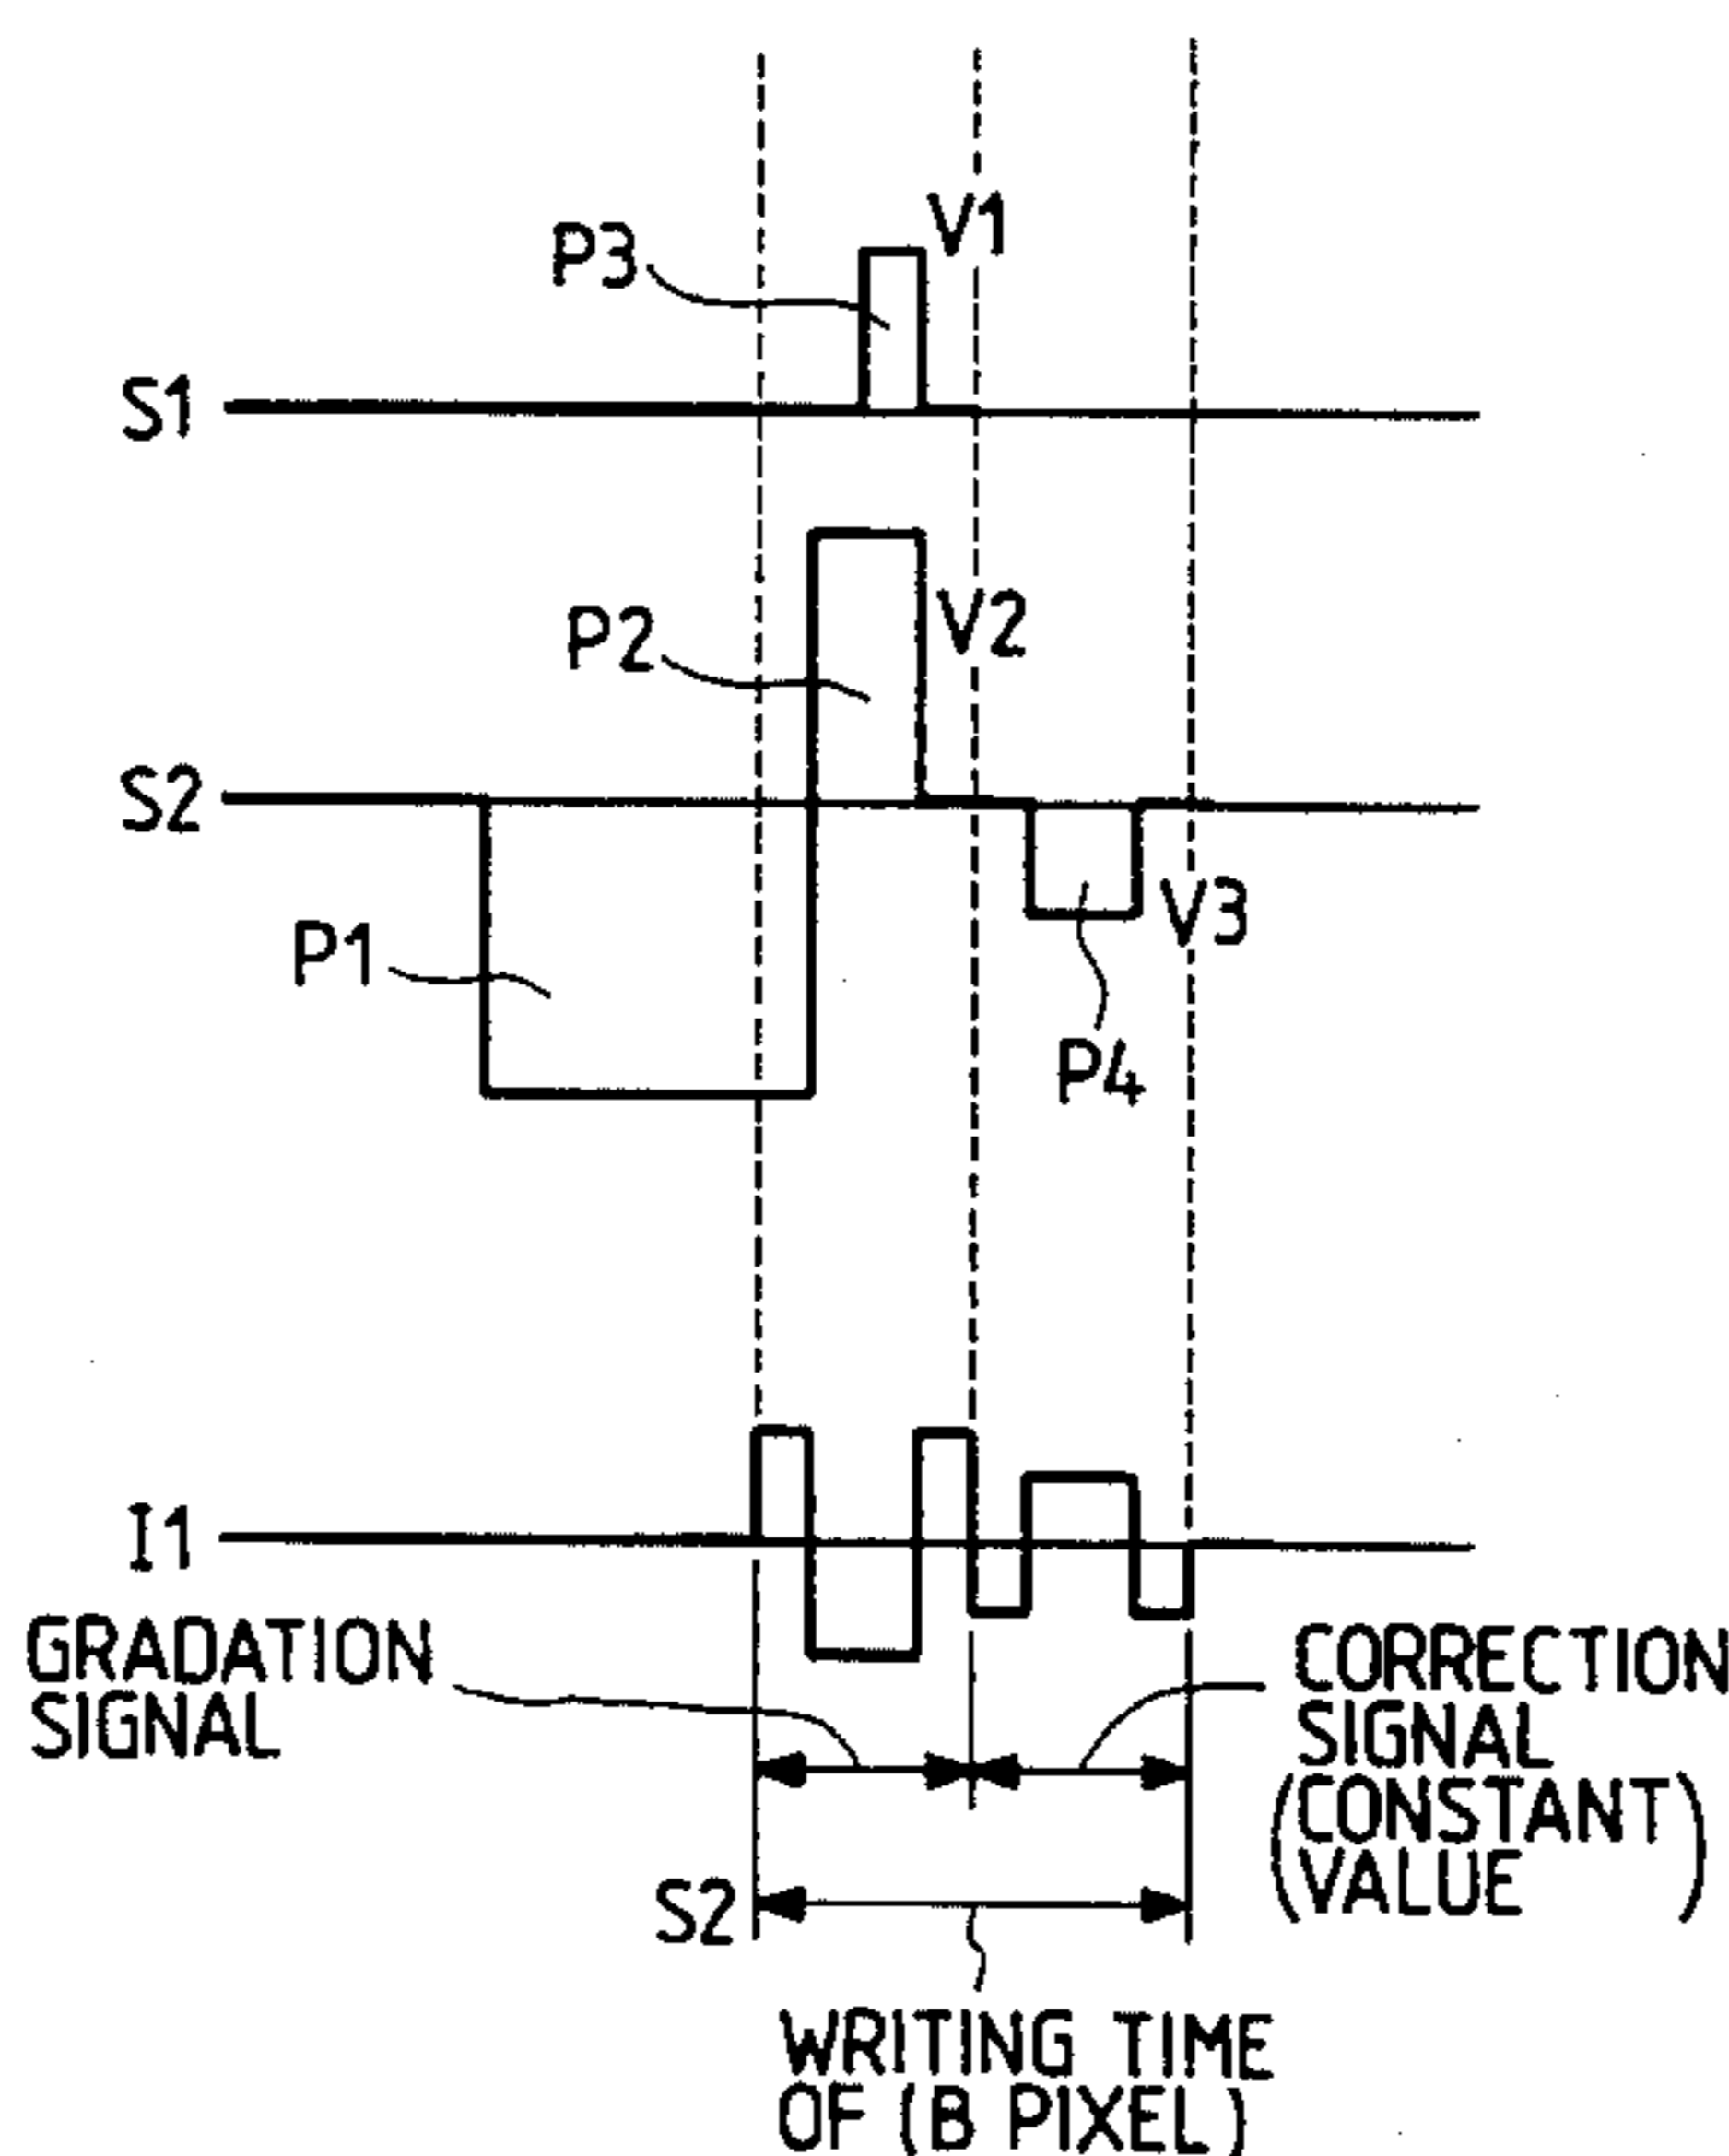 V1
P3
S1
V2
P2
S2
V3
P1
P4
I1
GRADATION
SIGNAL
CORRECTION
SIGNAL
(CONSTANT
VALUE)
S2
WRITING TIME
OF (B PIXEL)